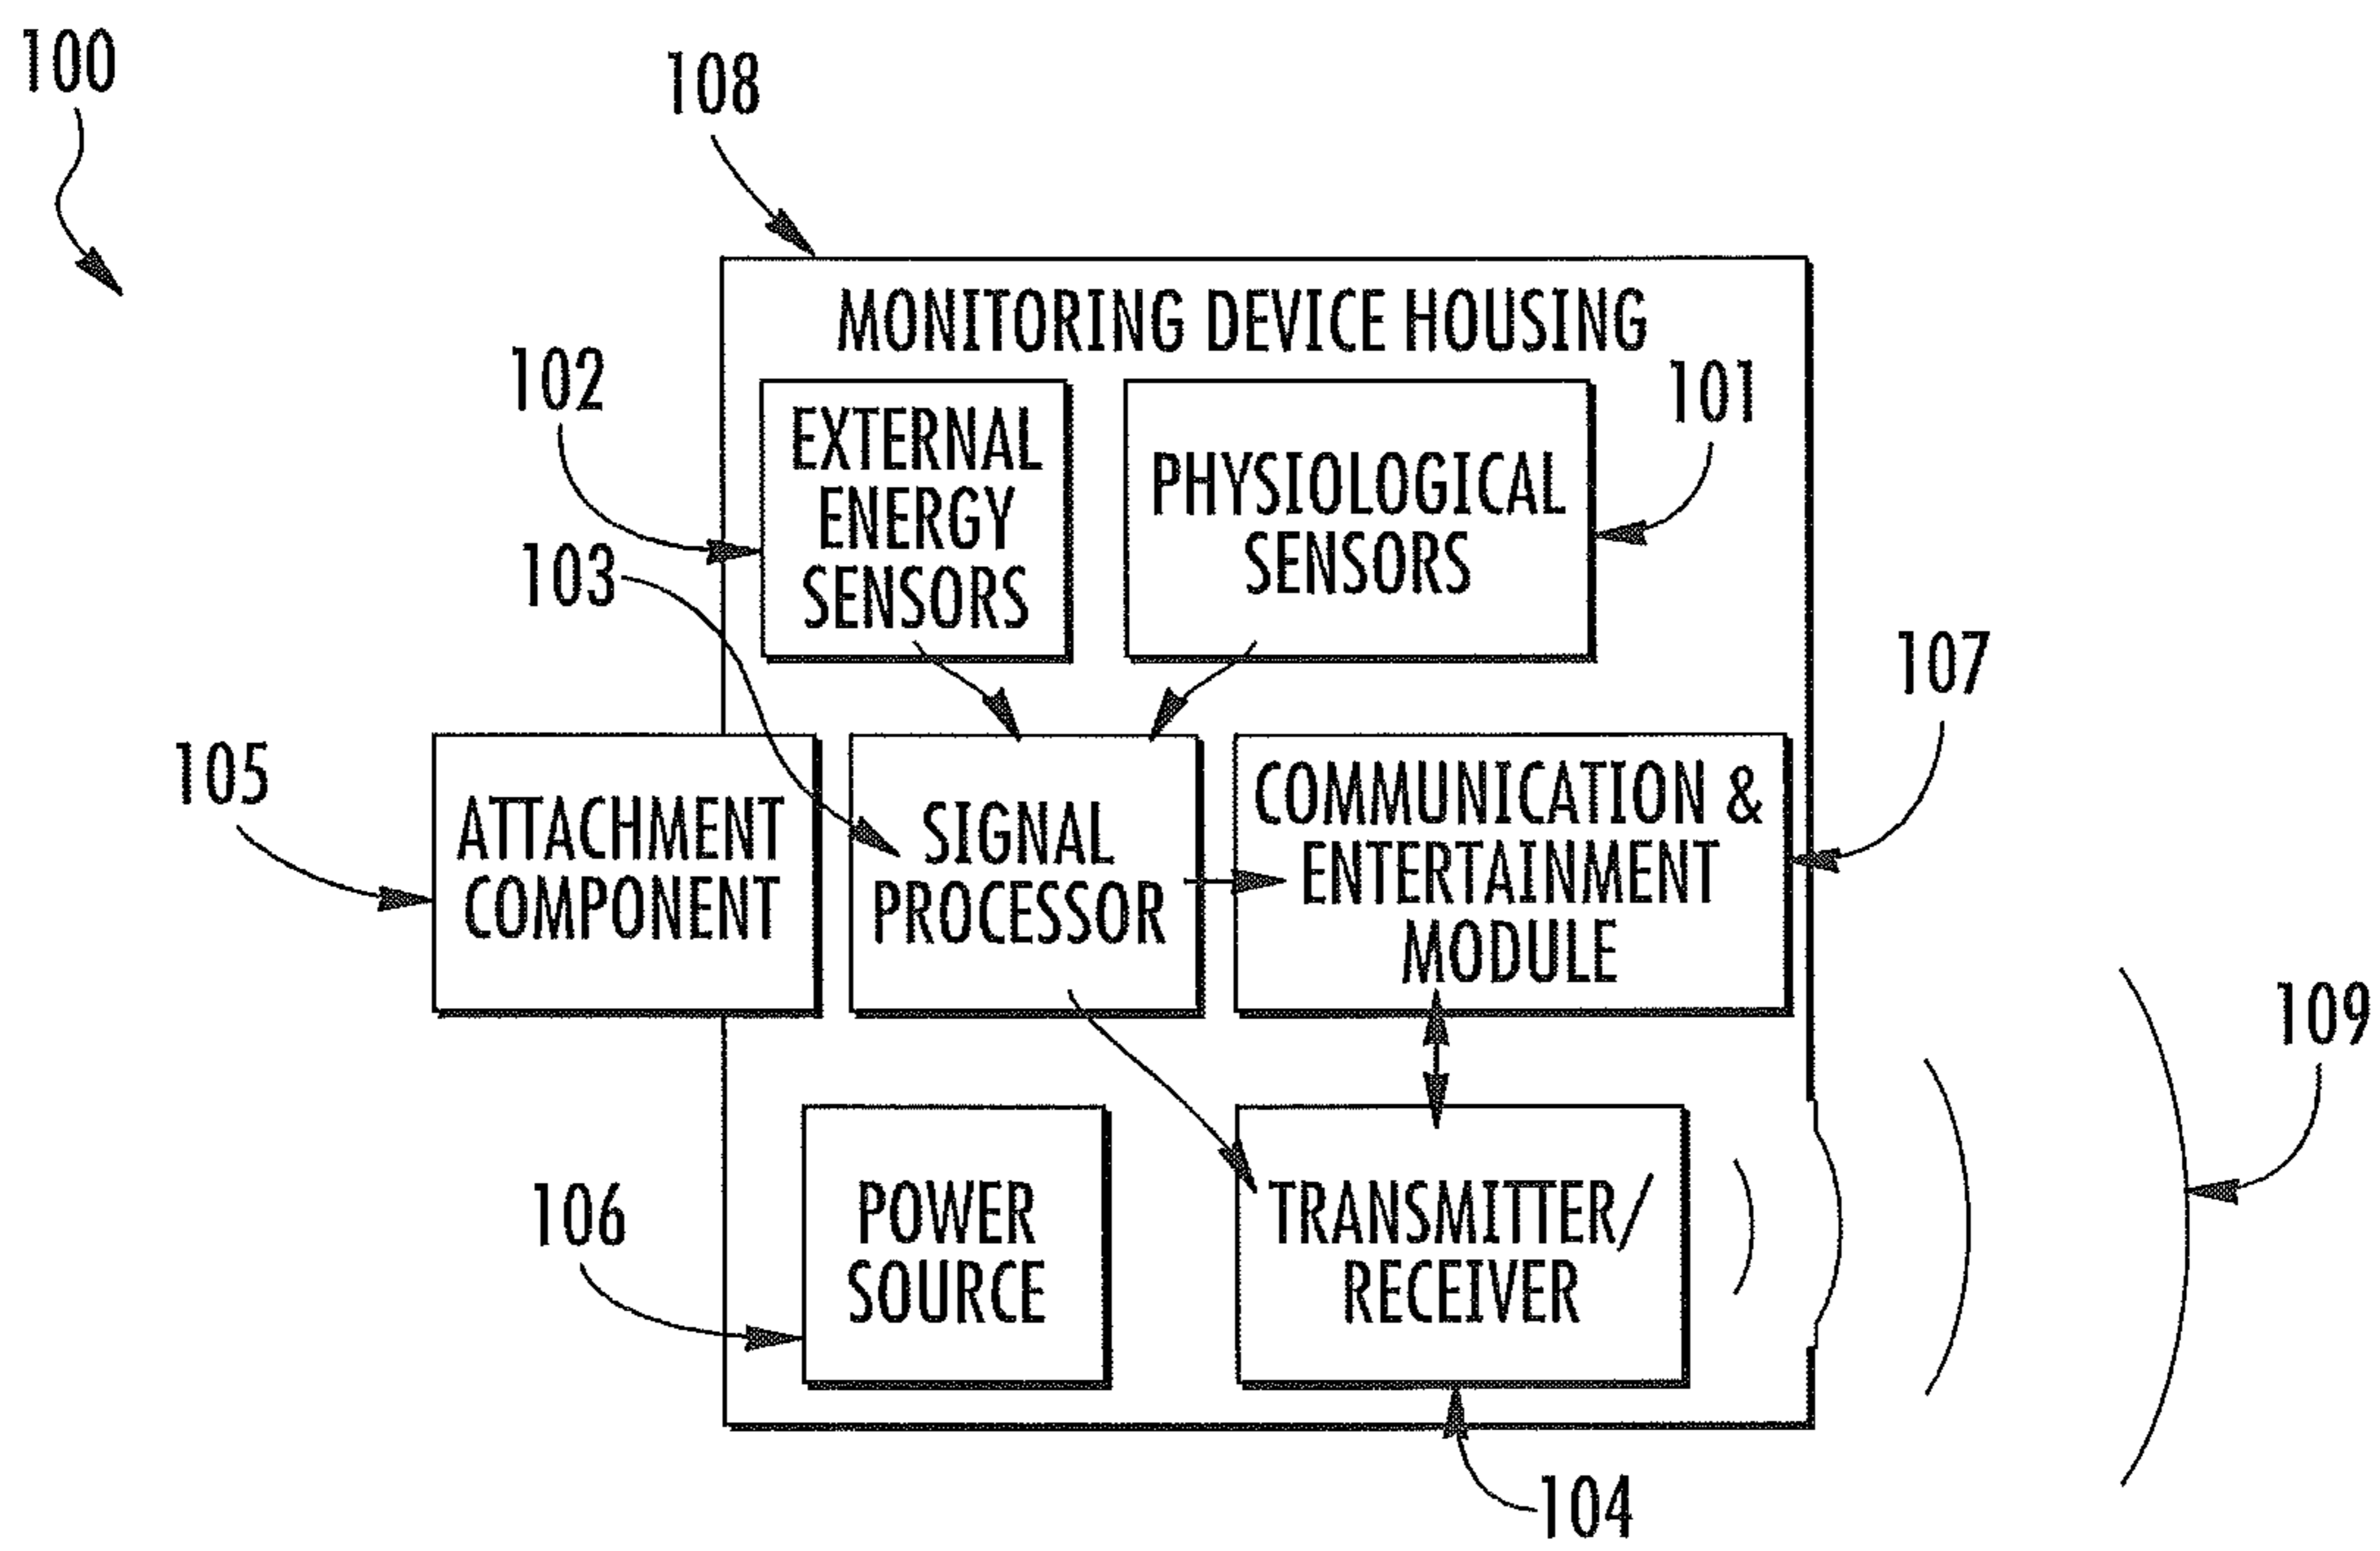 100
108
MONITORING DEVICE HOUSING
102
EXTERNAL
ENERGY
SENSORS
PHYSIOLOGICAL
SENSORS
101
103
107
105
ATTACHMENT
COMPONENT
SIGNAL
PROCESSOR
COMMUNICATION &
ENTERTAINMENT
MODULE
109
106
POWER
SOURCE
TRANSMITTER/
RECEIVER
104